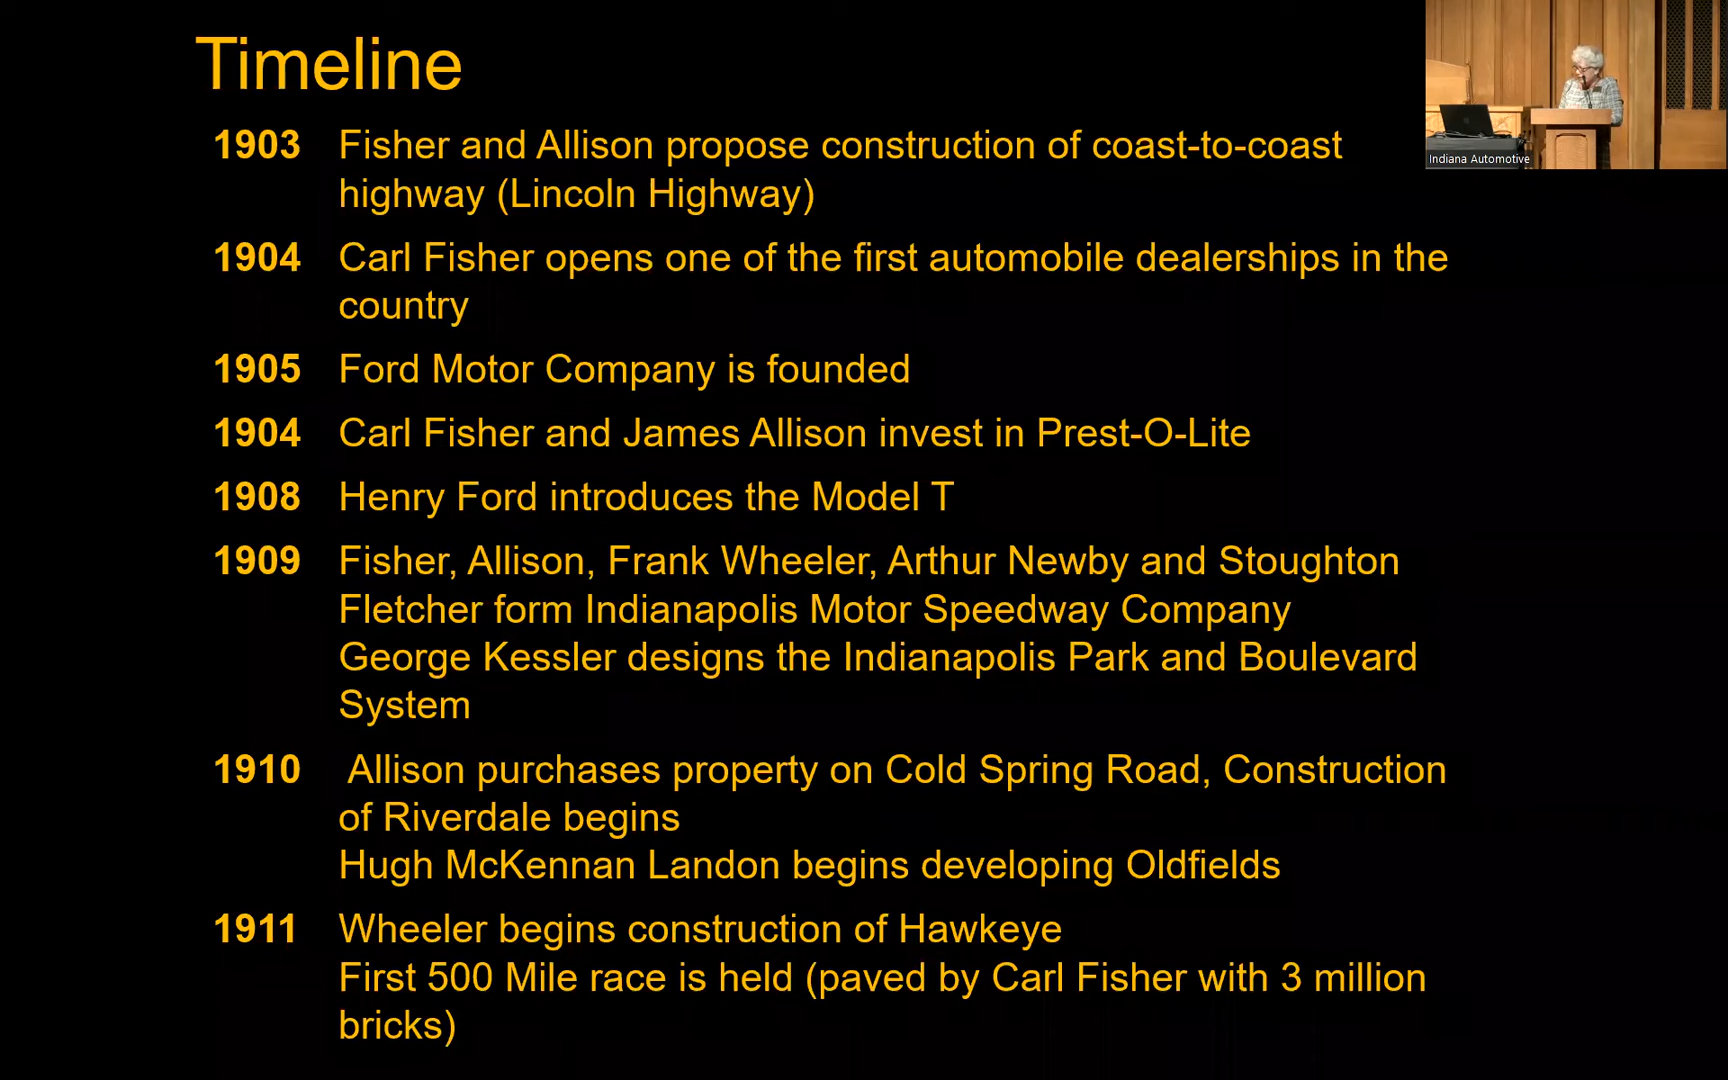 Timeline
1903 Fisher and Allison propose construction of coast-to-coast
highway (Lincoln Highway)
1904 Carl Fisher opens one of the first automobile dealerships in the
country
1905 Ford Motor Company is founded
1904 Carl Fisher and James Allison invest in Prest-O-Lite
1908 Henry Ford introduces the Model T
1909 Fisher, Allison, Frank Wheeler, Arthur Newby and Stoughton
Fletcher form Indianapolis Motor Speedway Company
George Kessler designs the Indianapolis Park and Boulevard
System
1910 Allison purchases property on Cold Spring Road, Construction
of Riverdale begins
Hugh McKennan Landon begins developing Oldfields
1911 Wheeler begins construction of Hawkeye
First 500 Mile race is held (paved by Carl Fisher with 3 million
bricks)
Indiana Automotive